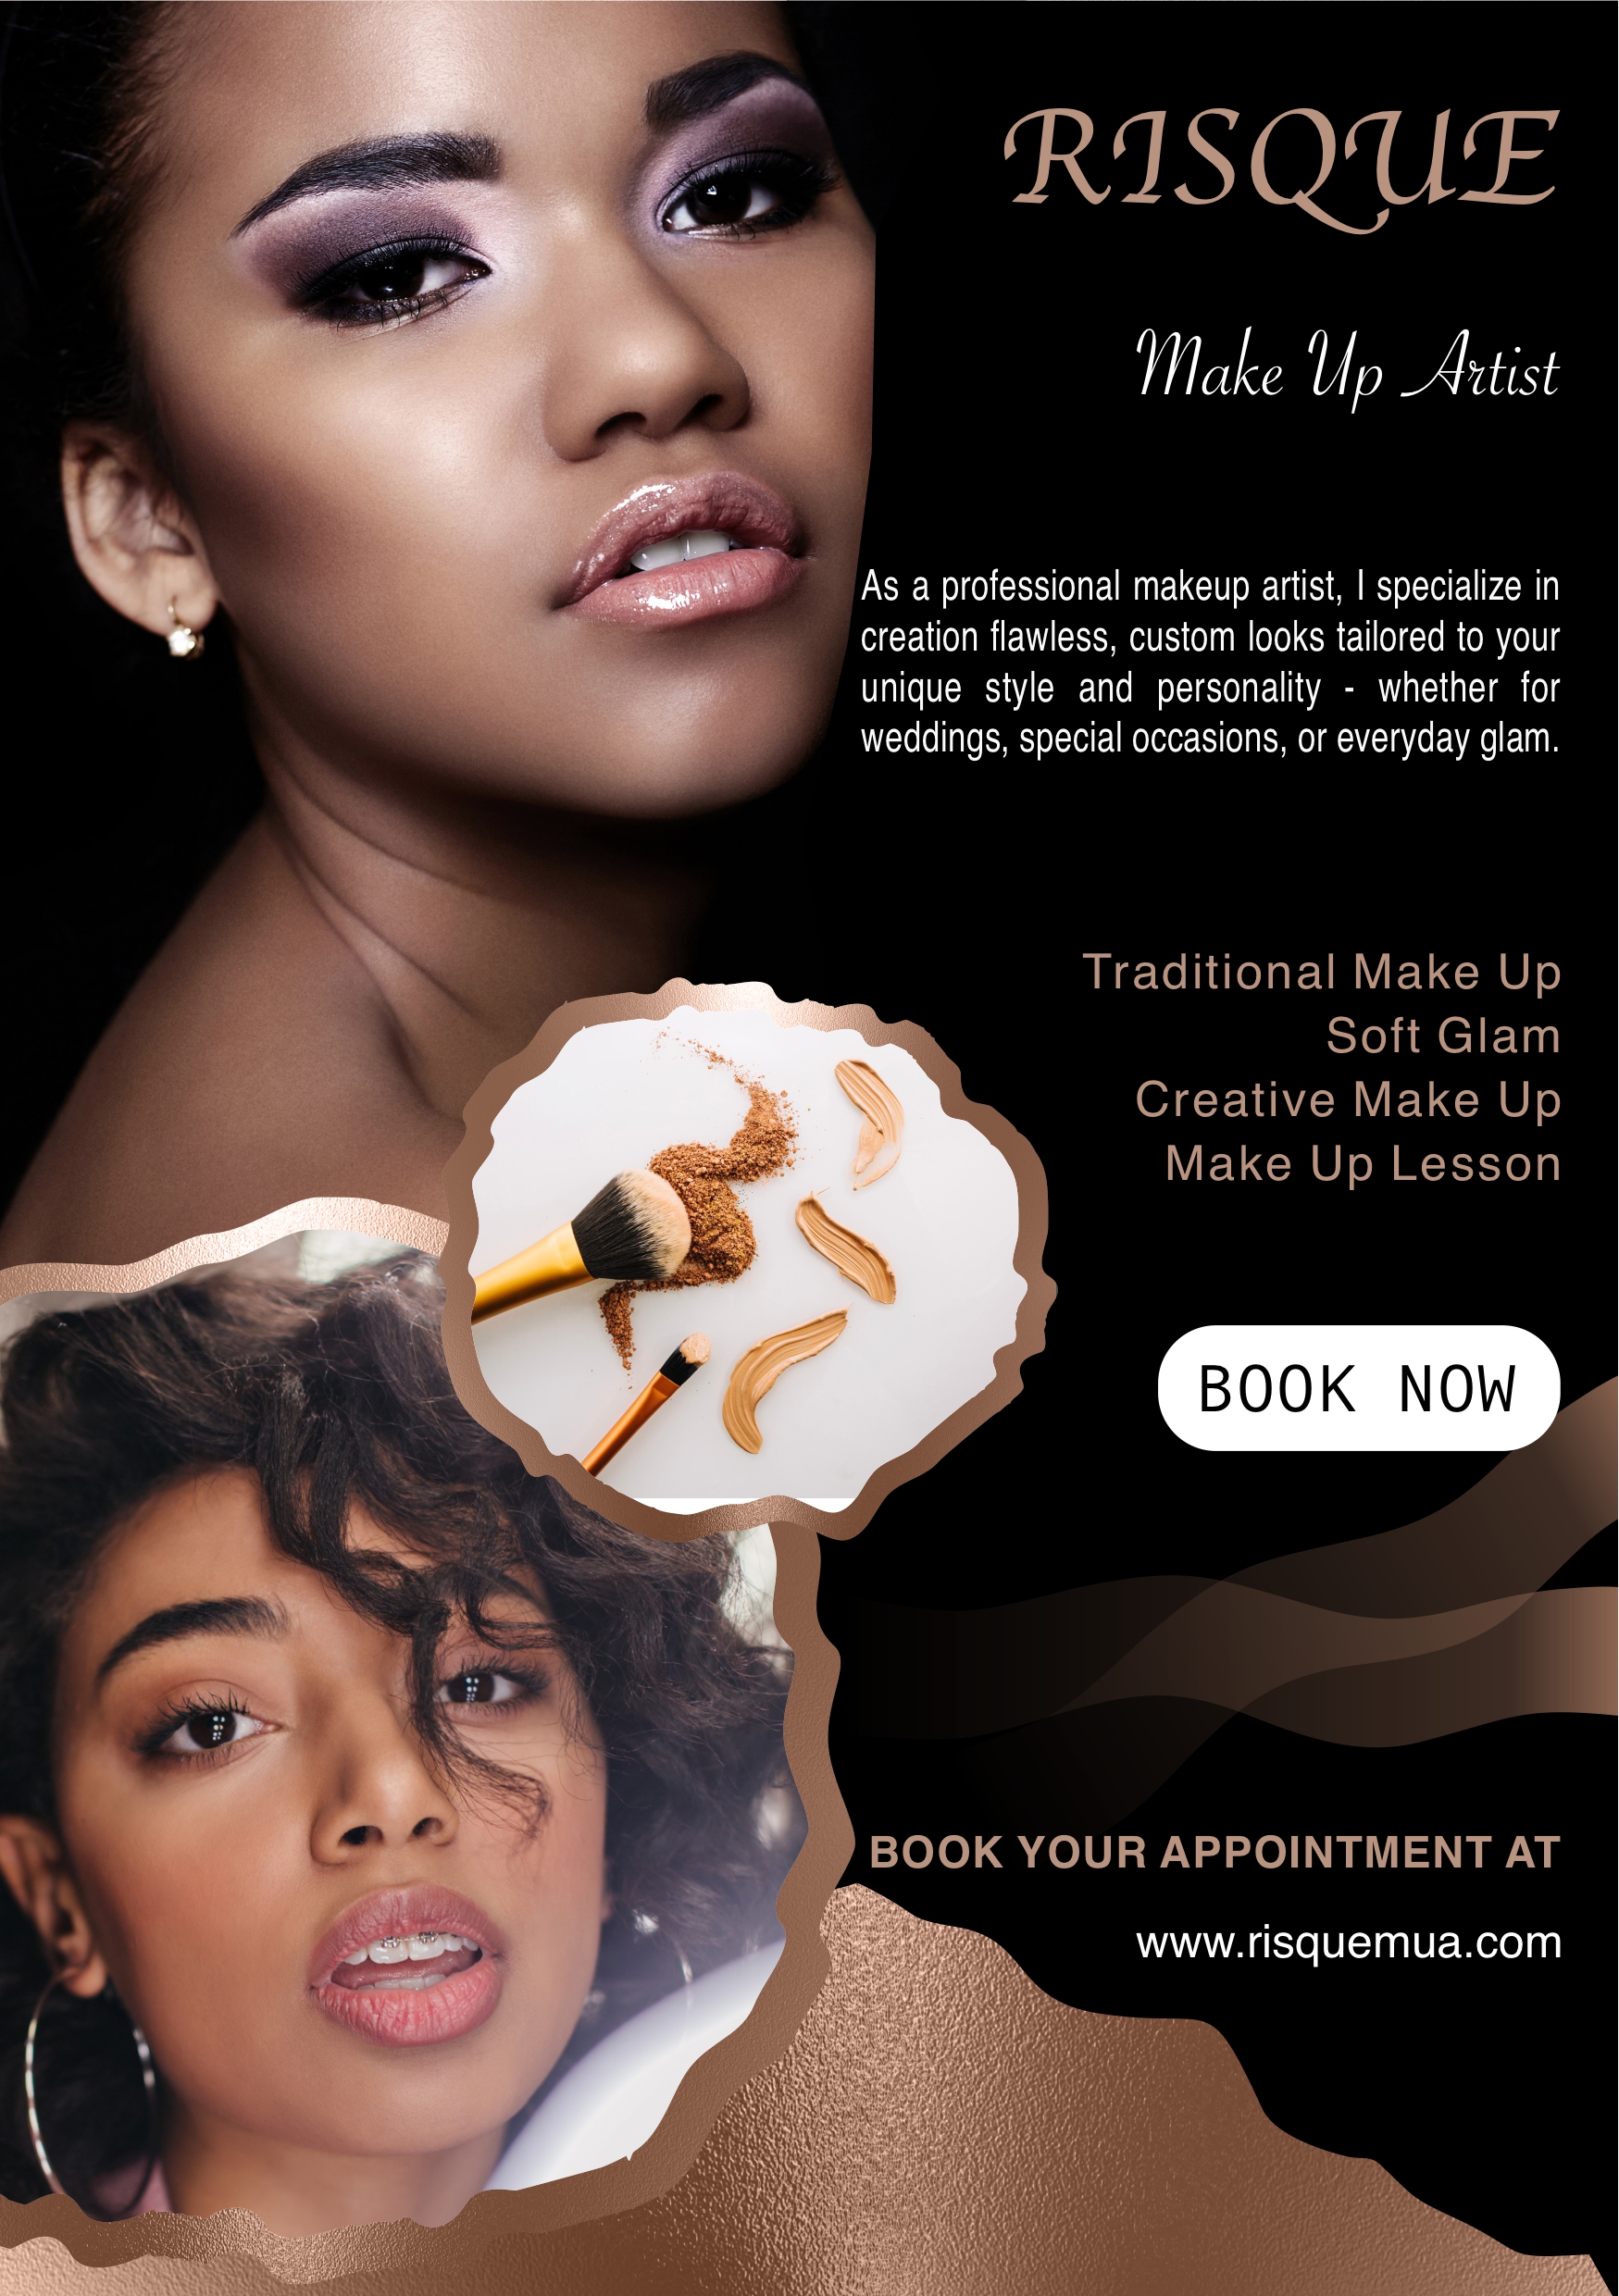 RISQUE
Make Up Artist
As a professional makeup artist, I specialize in
creation flawless, custom looks tailored to your
unique style and personality - whether for
weddings, special occasions, or everyday glam.
Traditional Make Up
Soft Glam
Creative Make Up
Make Up Lesson
BOOK NOW
BOOK YOUR APPOINTMENT AT
www.risquemua.com